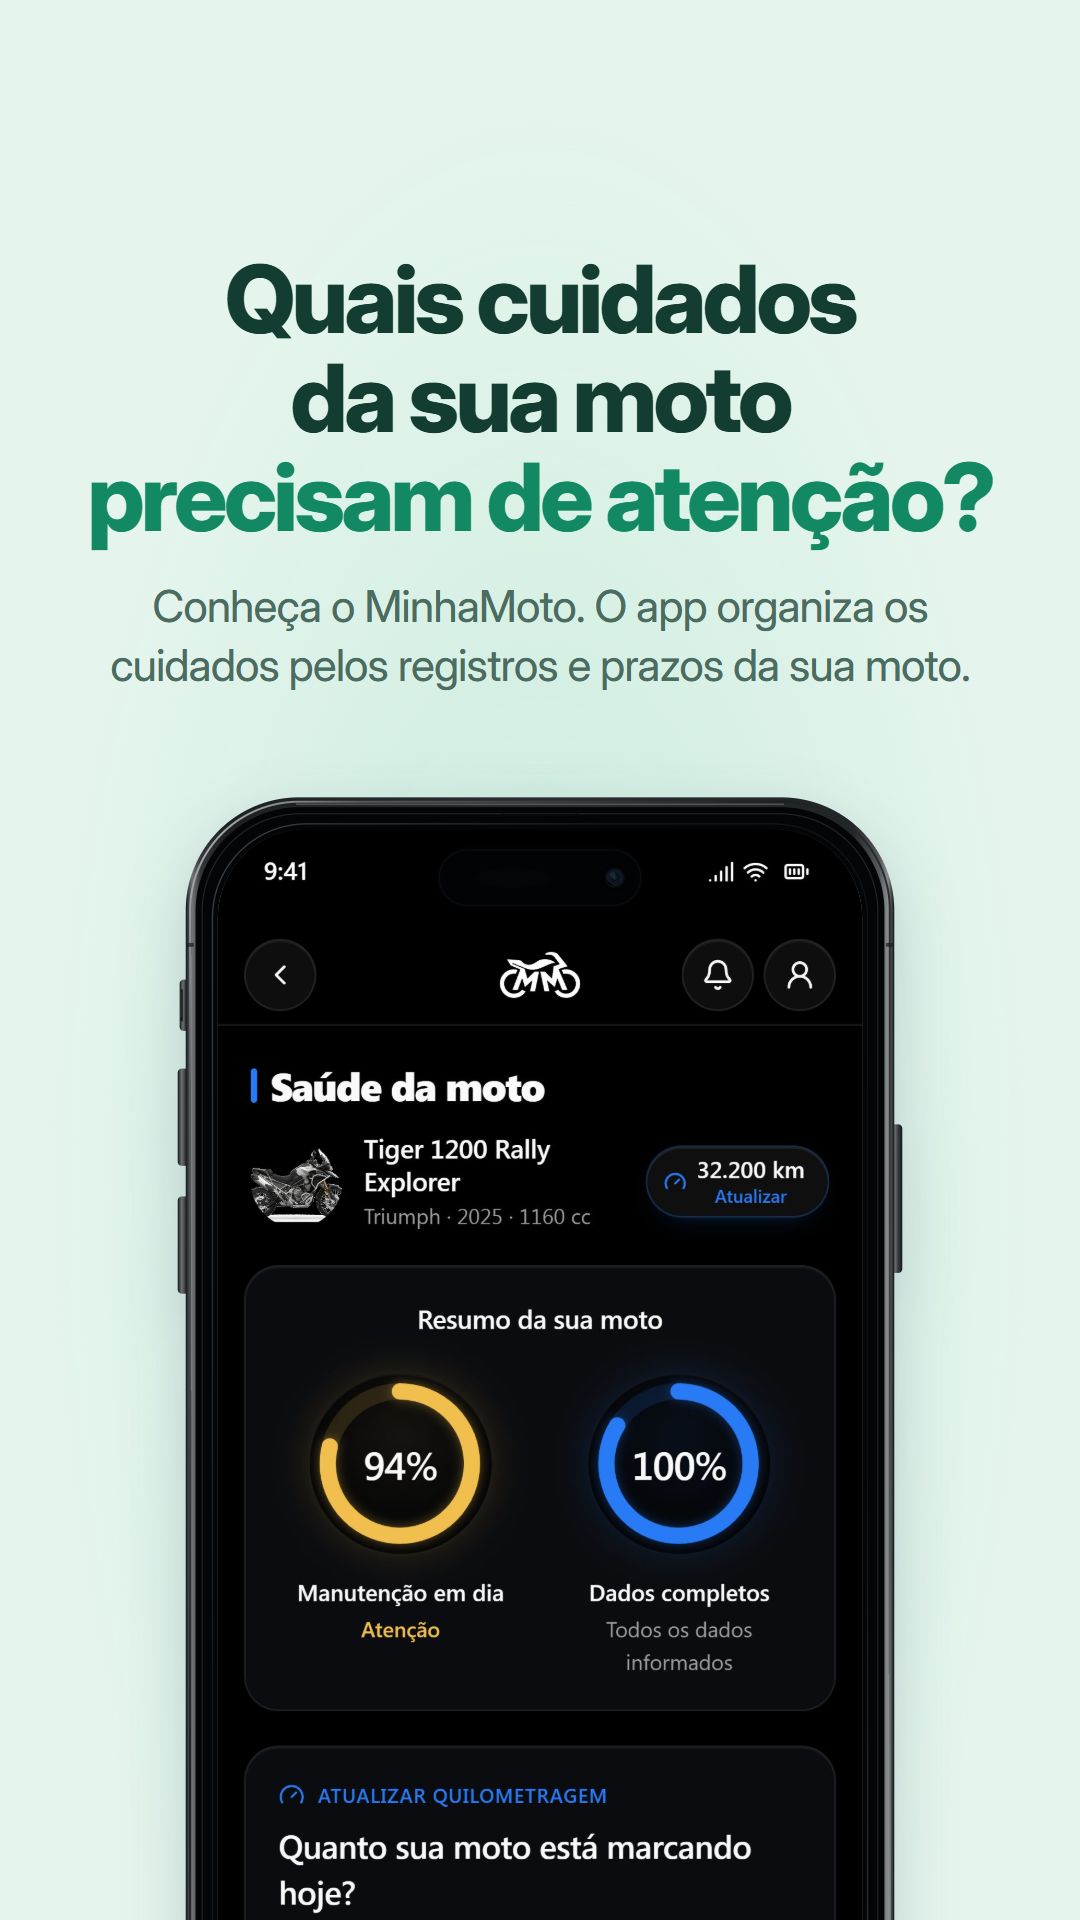 Quais cuidados
da sua moto
precisam de atenção?
Conheça o MinhaMoto. O app organiza os
cuidados pelos registros e prazos da sua moto.
9:41
MM
Saúde da moto
Tiger 1200 Rally
Explorer
Triumph · 2025 · 1160 cc
32.200 km
Atualizar
Resumo da sua moto
94%
100%
Manutenção em dia
Atenção
Dados completos
Todos os dados
informados
ATUALIZAR QUILOMETRAGEM
Quanto sua moto está marcando
hoje?